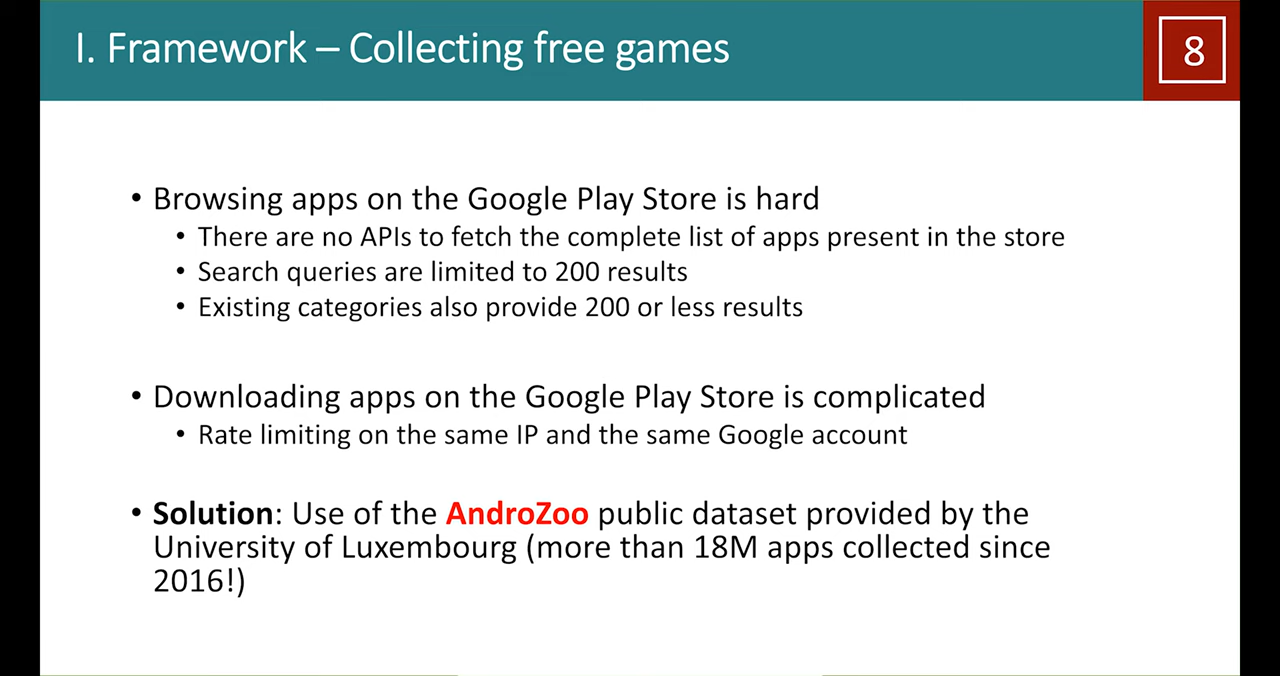 I. Framework – Collecting free games
8
• Browsing apps on the Google Play Store is hard
• There are no APIs to fetch the complete list of apps present in the store
• Search queries are limited to 200 results
• Existing categories also provide 200 or less results
• Downloading apps on the Google Play Store is complicated
• Rate limiting on the same IP and the same Google account
• Solution: Use of the AndroZoo public dataset provided by the
University of Luxembourg (more than 18M apps collected since
2016!)